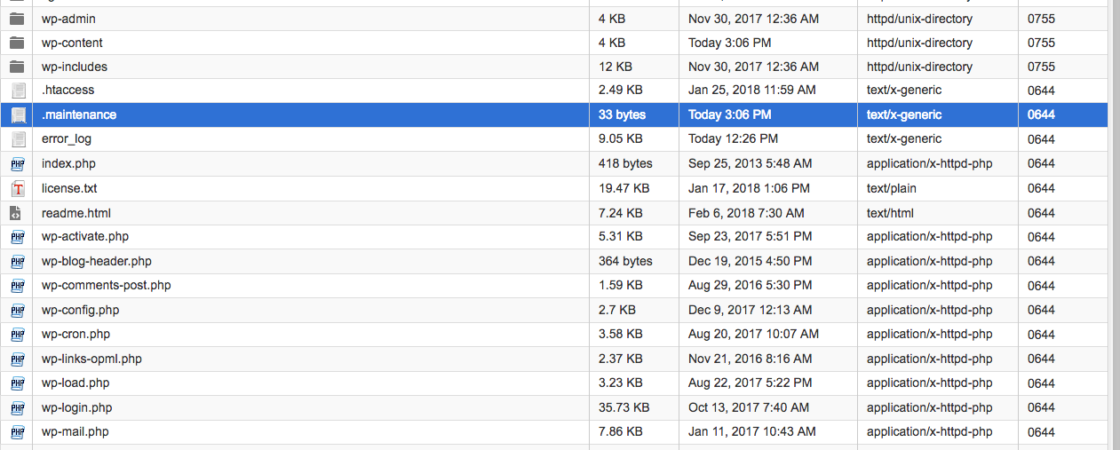 wp-admin 4 KB Nov 30, 2017 12:36 AM httpd/unix-directory 0755
wp-content 4 KB Today 3:06 PM httpd/unix-directory 0755
wp-includes 12 KB Nov 30, 2017 12:36 AM httpd/unix-directory 0755
.htaccess 2.49 KB Jan 25, 2018 11:59 AM text/x-generic 0644
.maintenance 33 bytes Today 3:06 PM text/x-generic 0644
error_log 9.05 KB Today 12:26 PM text/x-generic 0644
PHP index.php 418 bytes Sep 25, 2013 5:48 AM application/x-httpd-php 0644
T license.txt 19.47 KB Jan 17, 2018 1:06 PM text/plain 0644
readme.html 7.24 KB Feb 6, 2018 7:30 AM text/html 0644
PHP wp-activate.php 5.31 KB Sep 23, 2017 5:51 PM application/x-httpd-php 0644
PHP wp-blog-header.php 364 bytes Dec 19, 2015 4:50 PM application/x-httpd-php 0644
PHP wp-comments-post.php 1.59 KB Aug 29, 2016 5:30 PM application/x-httpd-php 0644
PHP wp-config.php 2.7 KB Dec 9, 2017 12:13 AM application/x-httpd-php 0644
PHP wp-cron.php 3.58 KB Aug 20, 2017 10:07 AM application/x-httpd-php 0644
PHP wp-links-opml.php 2.37 KB Nov 21, 2016 8:16 AM application/x-httpd-php 0644
PHP wp-load.php 3.23 KB Aug 22, 2017 5:22 PM application/x-httpd-php 0644
PHP wp-login.php 35.73 KB Oct 13, 2017 7:40 AM application/x-httpd-php 0644
PHP wp-mail.php 7.86 KB Jan 11, 2017 10:43 AM application/x-httpd-php 0644